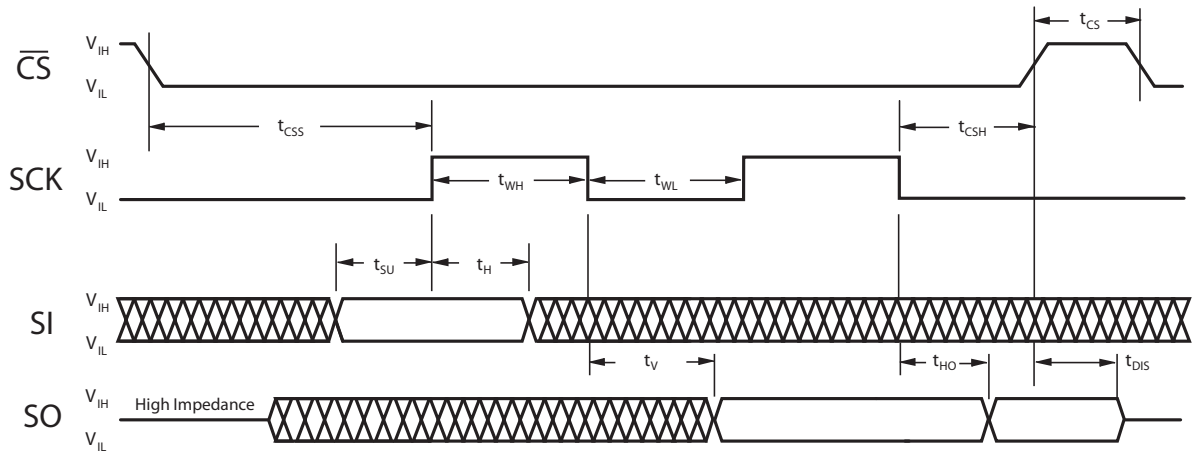 t_CS
C̅S̅
V_IH
V_IL
t_CSS
t_CSH
SCK
V_IH
V_IL
t_WH
t_WL
t_SU
t_H
SI
V_IH
V_IL
t_V
t_HO
t_DIS
SO
V_IH
High Impedance
V_IL